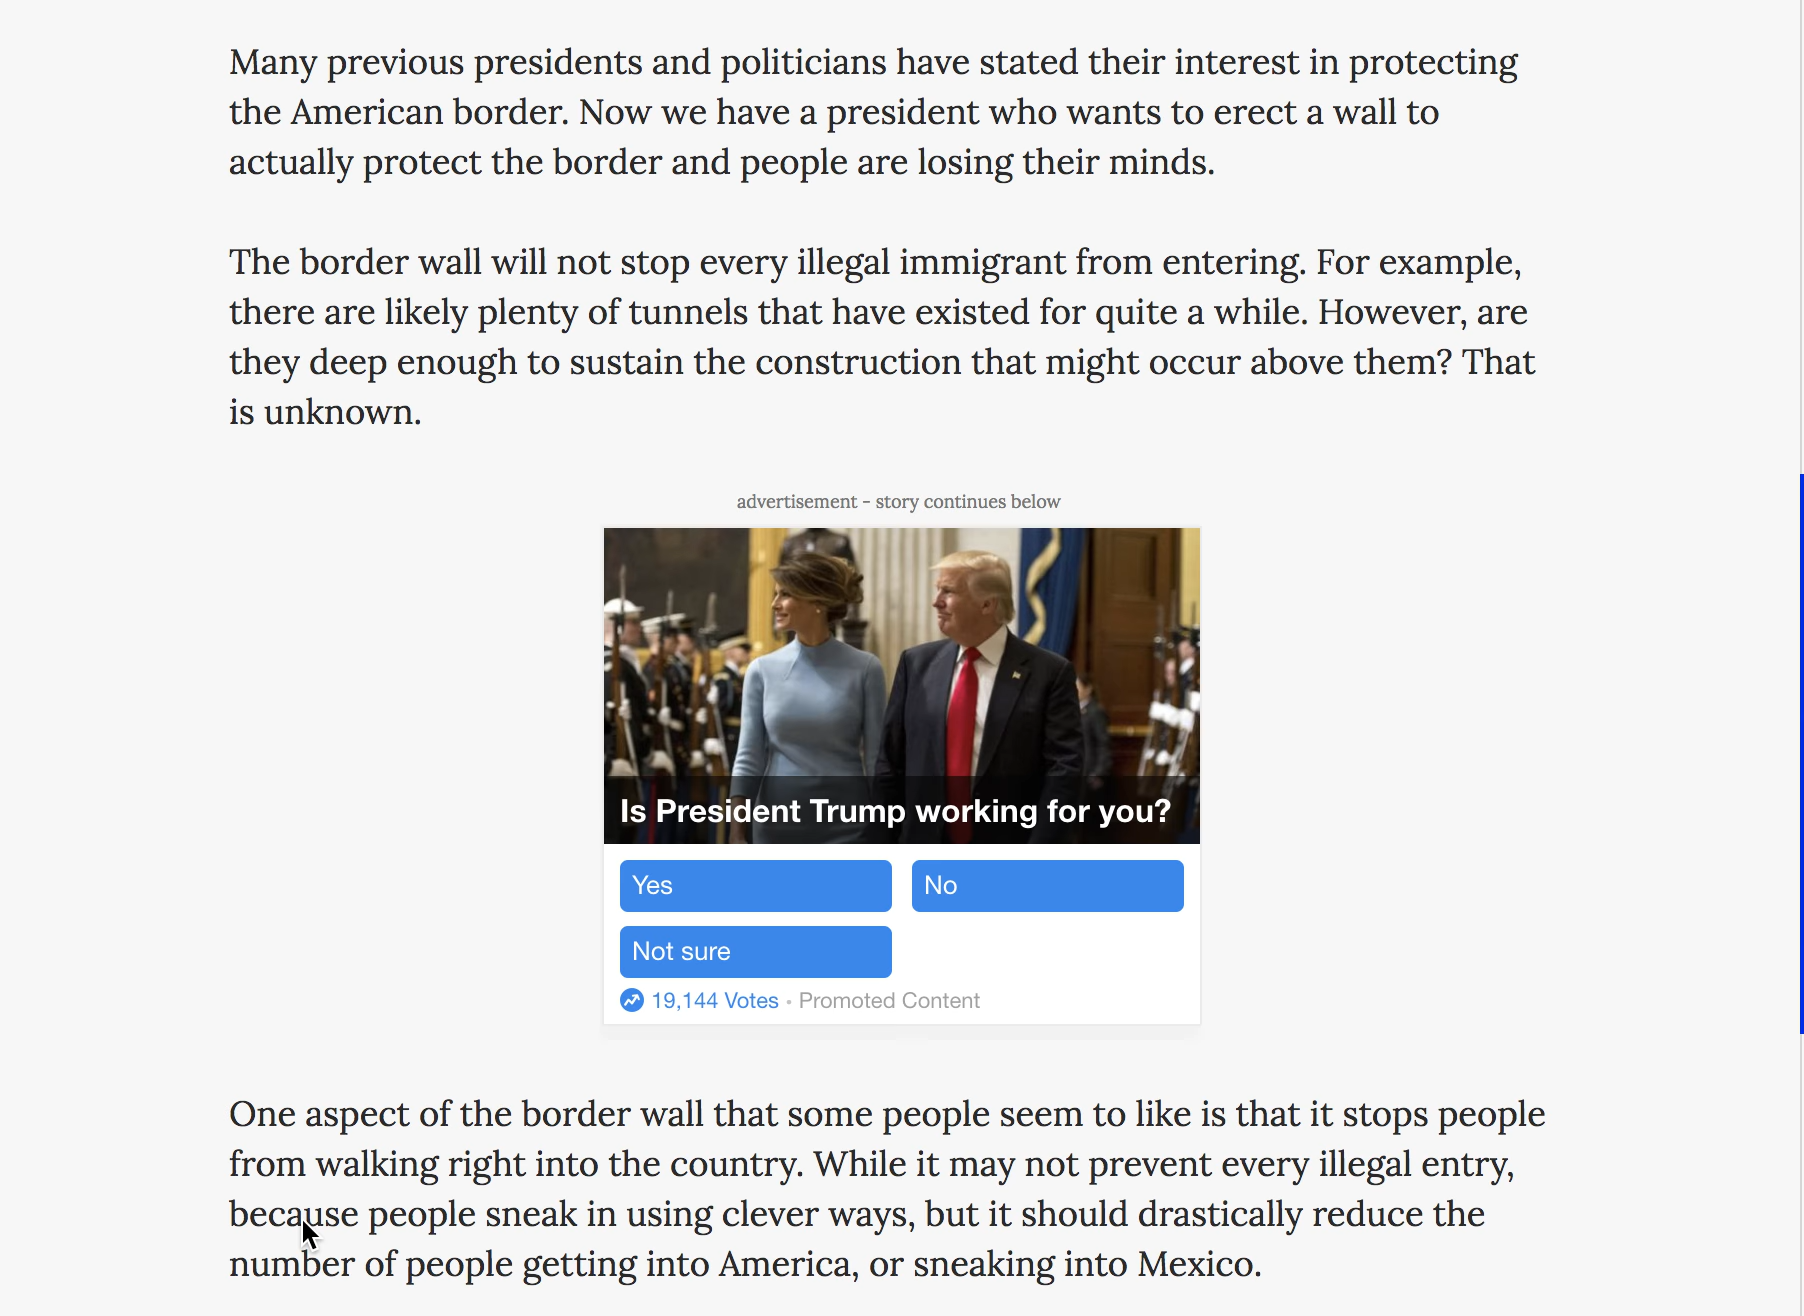 Many previous presidents and politicians have stated their interest in protecting
the American border. Now we have a president who wants to erect a wall to
actually protect the border and people are losing their minds.
The border wall will not stop every illegal immigrant from entering. For example,
there are likely plenty of tunnels that have existed for quite a while. However, are
they deep enough to sustain the construction that might occur above them? That
is unknown.
advertisement - story continues below
Is President Trump working for you?
Yes
No
Not sure
19,144 Votes • Promoted Content
One aspect of the border wall that some people seem to like is that it stops people
from walking right into the country. While it may not prevent every illegal entry,
because people sneak in using clever ways, but it should drastically reduce the
number of people getting into America, or sneaking into Mexico.